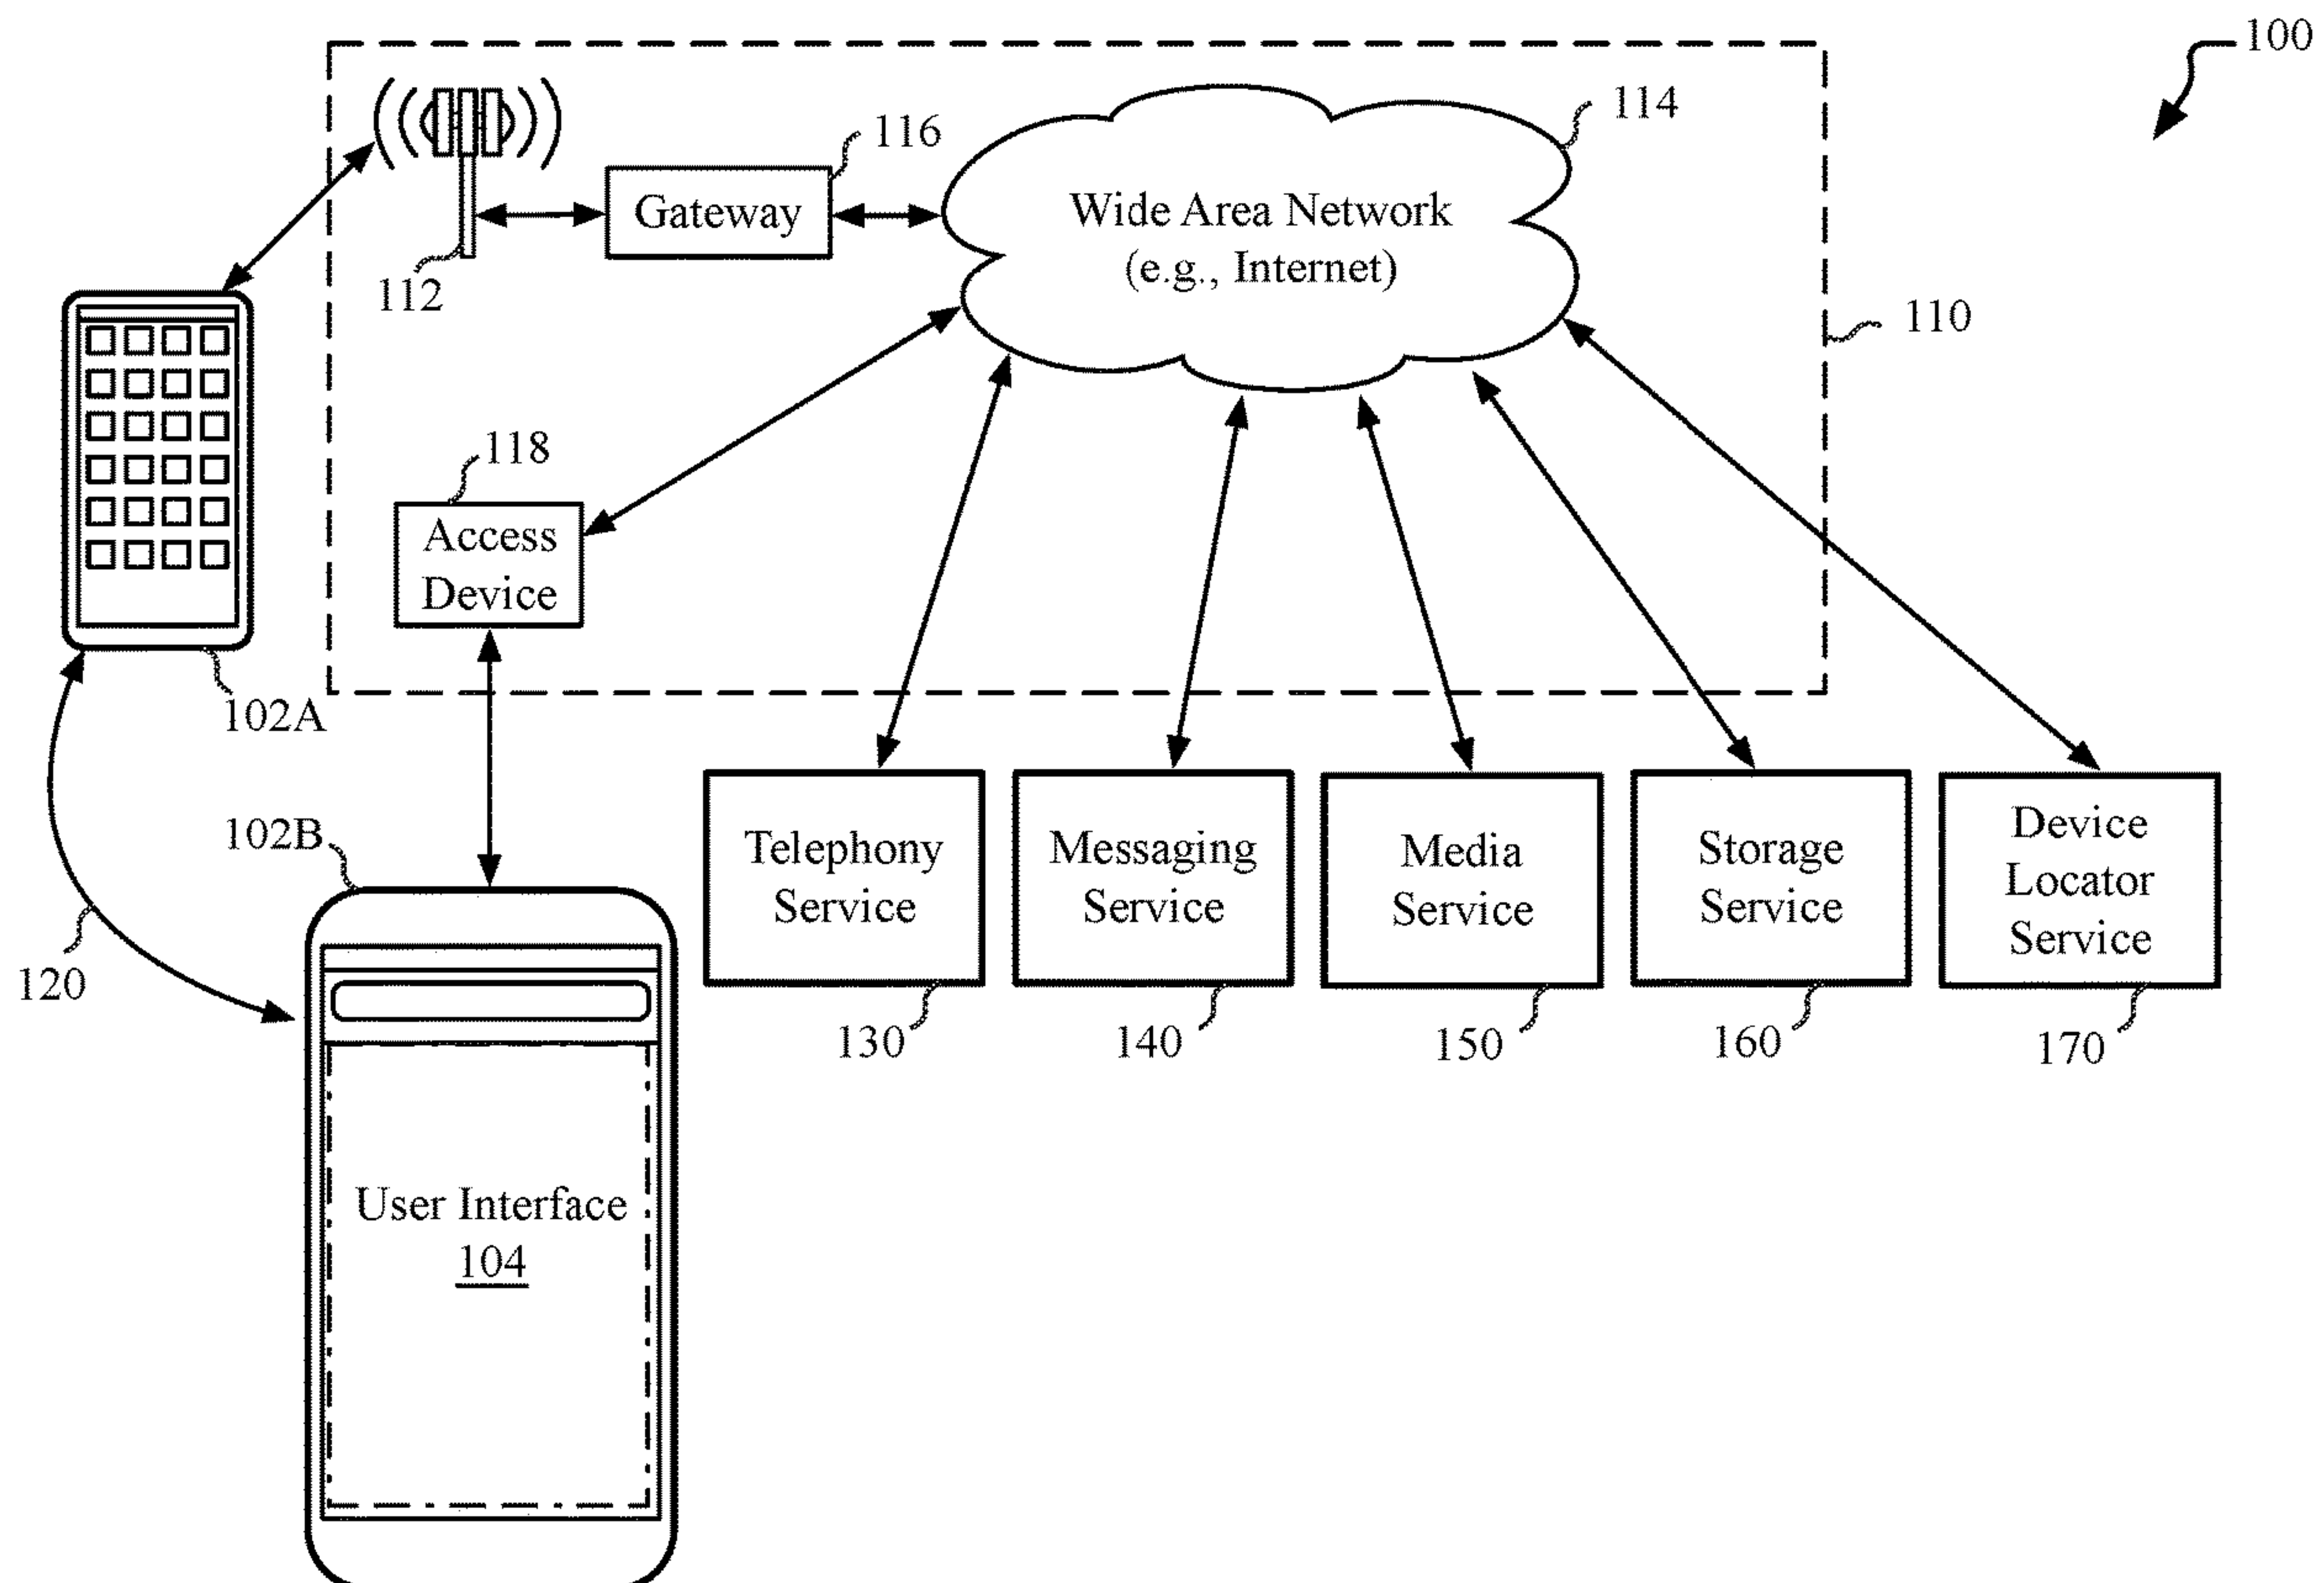 100
114
116
Wide Area Network
(e.g., Internet)
Gateway
112
110
118
Access
Device
102A
102B
Telephony
Service
Messaging
Service
Media
Service
Storage
Service
Device
Locator
Service
120
130
140
150
160
170
User Interface
104